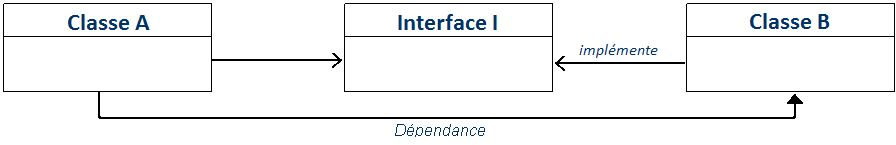 Classe A
Interface I
Classe B
implémente
Dépendance